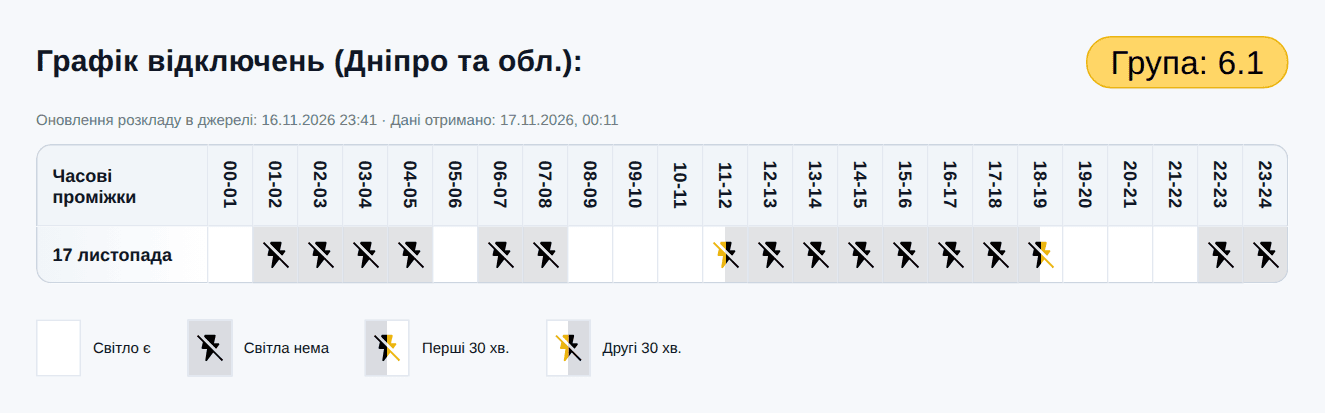 Графік відключень (Дніпро та обл.):
Група: 6.1
Оновлення розкладу в джерелі: 16.11.2026 23:41 · Дані отримано: 17.11.2026, 00:11
Часові
проміжки
00-01
01-02
02-03
03-04
04-05
05-06
06-07
07-08
08-09
09-10
10-11
11-12
12-13
13-14
14-15
15-16
16-17
17-18
18-19
19-20
20-21
21-22
22-23
23-24
17 листопада
Світло є
Світла нема
Перші 30 хв.
Другі 30 хв.